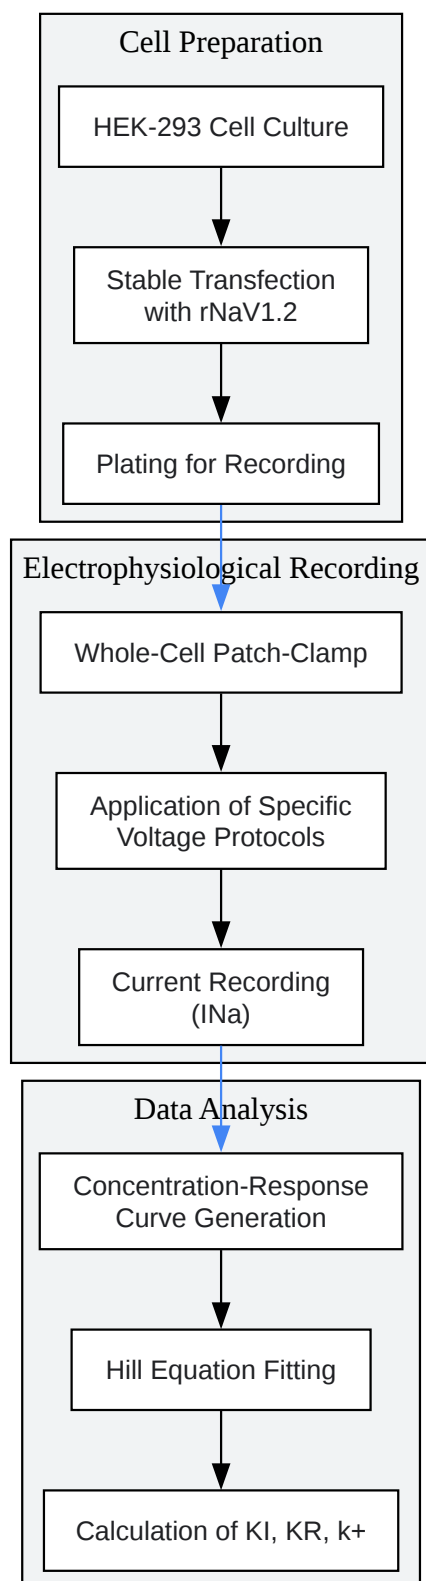 Cell Preparation
HEK-293 Cell Culture
Stable Transfection
with rNaV1.2
Plating for Recording
Electrophysiological Recording
Whole-Cell Patch-Clamp
Application of Specific
Voltage Protocols
Current Recording
(INa)
Data Analysis
Concentration-Response
Curve Generation
Hill Equation Fitting
Calculation of KI, KR, k+